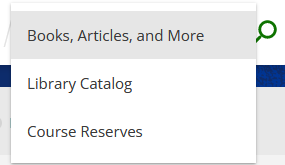 Books, Articles, and More
Library Catalog
Course Reserves